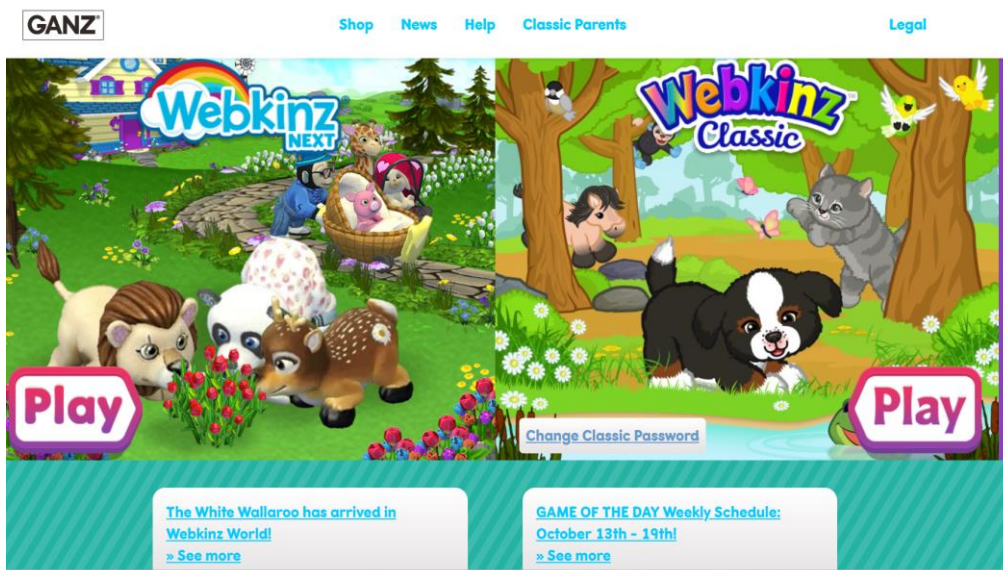 GANZ
Shop News Help Classic Parents Legal
Webkinz
NEXT
Webkinz
Classic
Play
Play
Change Classic Password
The White Wallaroo has arrived in
Webkinz World!
» See more
GAME OF THE DAY Weekly Schedule:
October 13th - 19th!
» See more